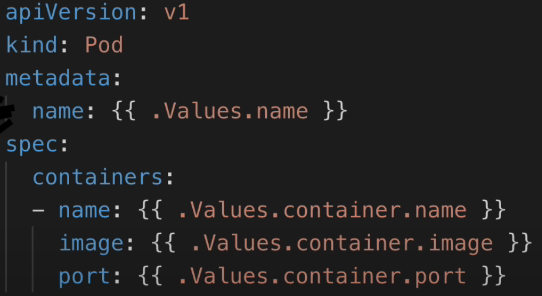 apiVersion: v1
kind: Pod
metadata:
  name: {{ .Values.name }}
spec:
  containers:
  - name: {{ .Values.container.name }}
    image: {{ .Values.container.image }}
    port: {{ .Values.container.port }}